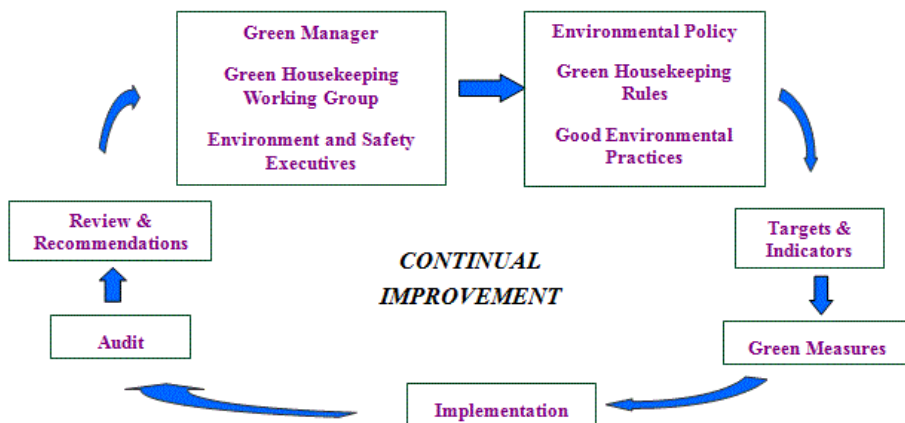 Green Manager
Green Housekeeping
Working Group
Environment and Safety
Executives
Environmental Policy
Green Housekeeping
Rules
Good Environmental
Practices
Targets &
Indicators
Green Measures
Implementation
Audit
Review &
Recommendations
CONTINUAL
IMPROVEMENT